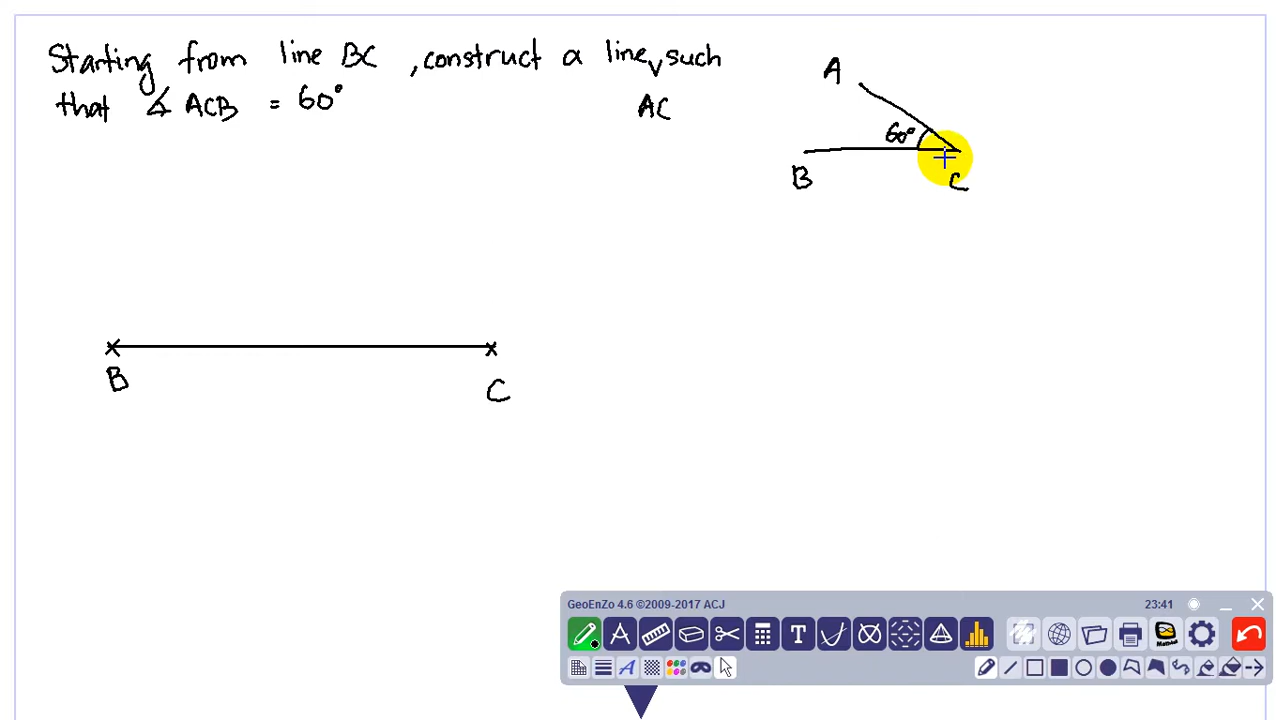 Starting from line BC , construct a line such
that ∡ ACB = 60° AC
A
60°
B C
B C
GeoEnZo 4.6 ©2009-2017 ACJ 23:41
T
A